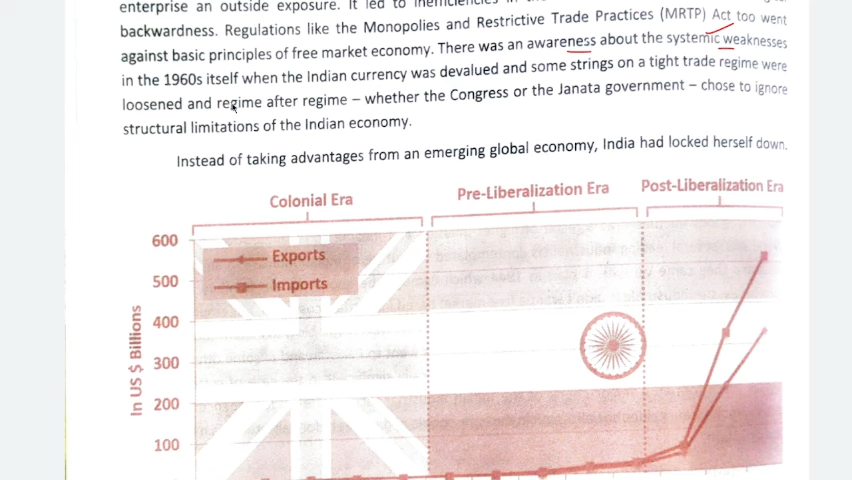 enterprise an outside exposure. It led to inefficiencies in the
backwardness. Regulations like the Monopolies and Restrictive Trade Practices (MRTP) Act too went
against basic principles of free market economy. There was an awareness about the systemic weaknesses
in the 1960s itself when the Indian currency was devalued and some strings on a tight trade regime were
loosened and regime after regime – whether the Congress or the Janata government – chose to ignore
structural limitations of the Indian economy.
Instead of taking advantages from an emerging global economy, India had locked herself down.
Colonial Era Pre-Liberalization Era Post-Liberalization Era
600
Exports
500
Imports
400
300
200
100
In US $ Billions